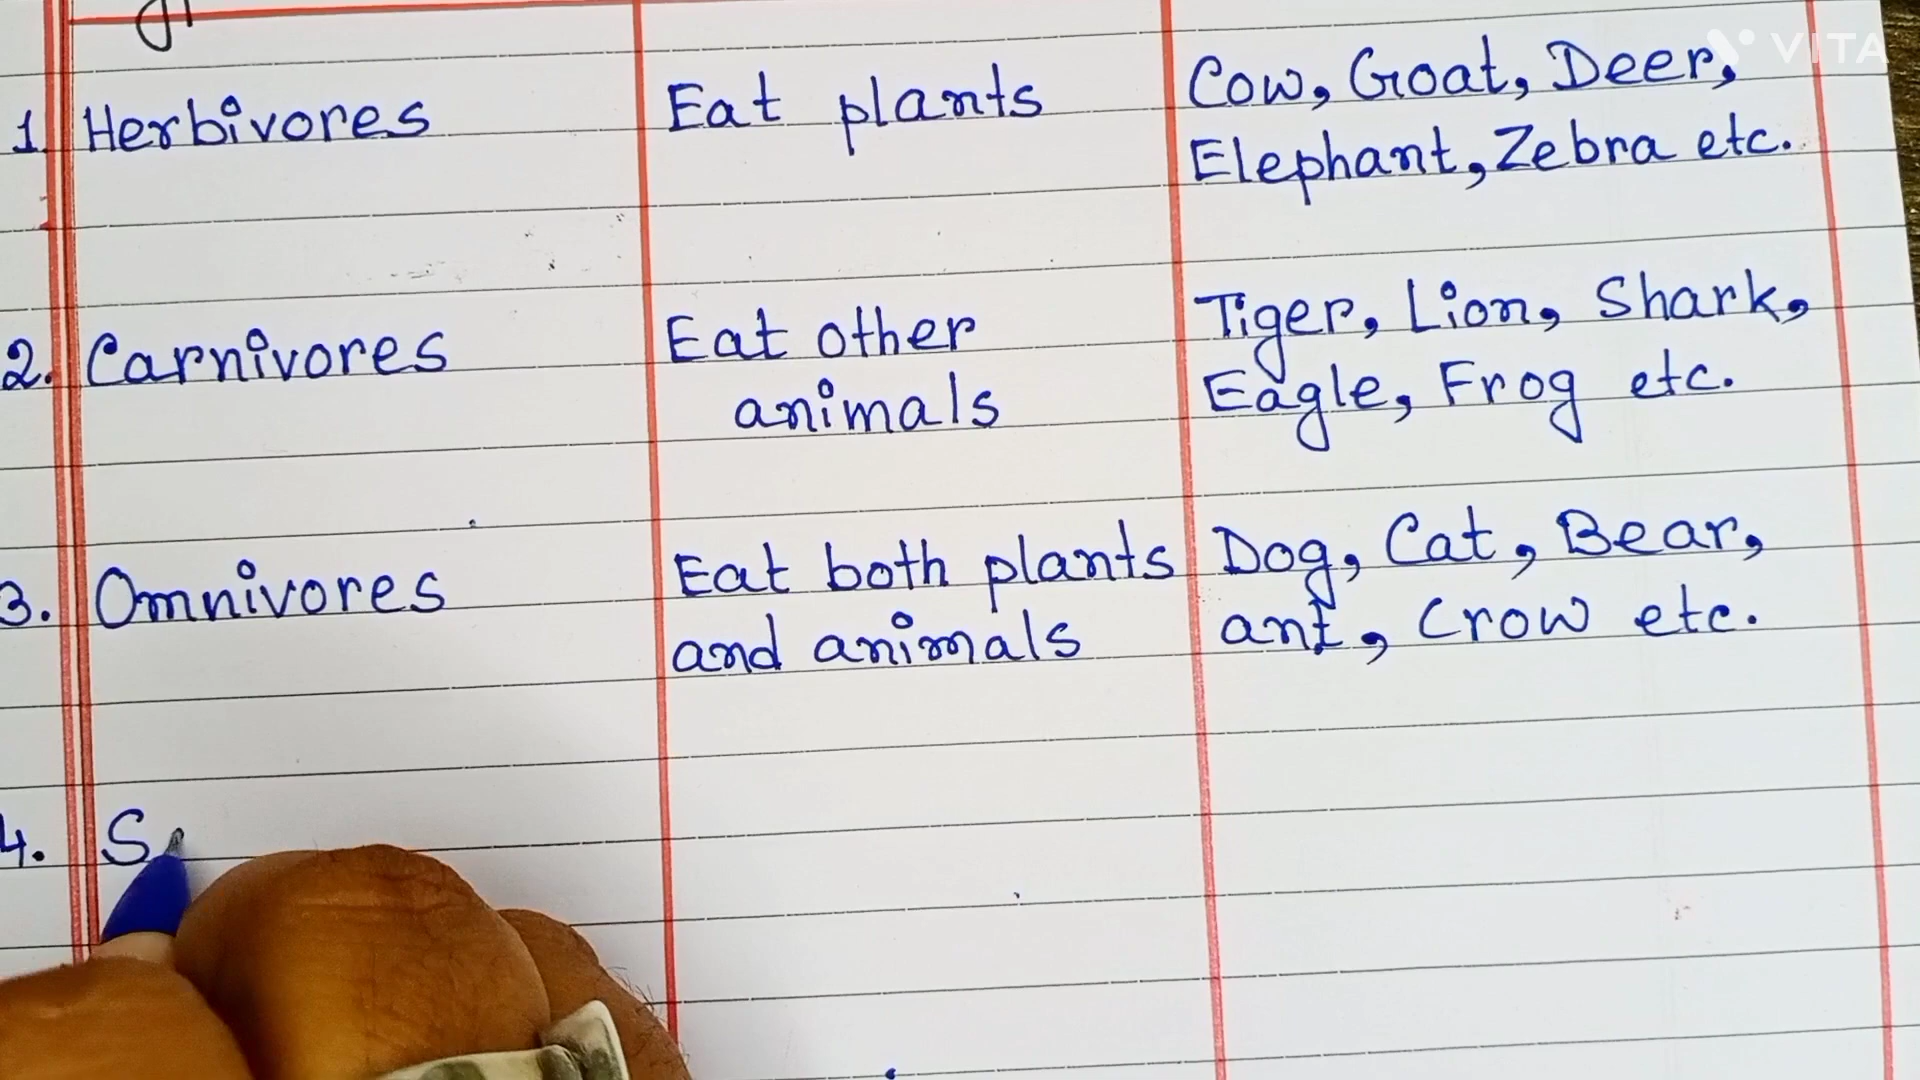 VITA
1. Herbivores Eat plants Cow, Goat, Deer,
Elephant, Zebra etc.
2. Carnivores Eat other Tiger, Lion, Shark,
animals Eagle, Frog etc.
3. Omnivores Eat both plants Dog, Cat, Bear,
and animals ant, Crow etc.
4. S